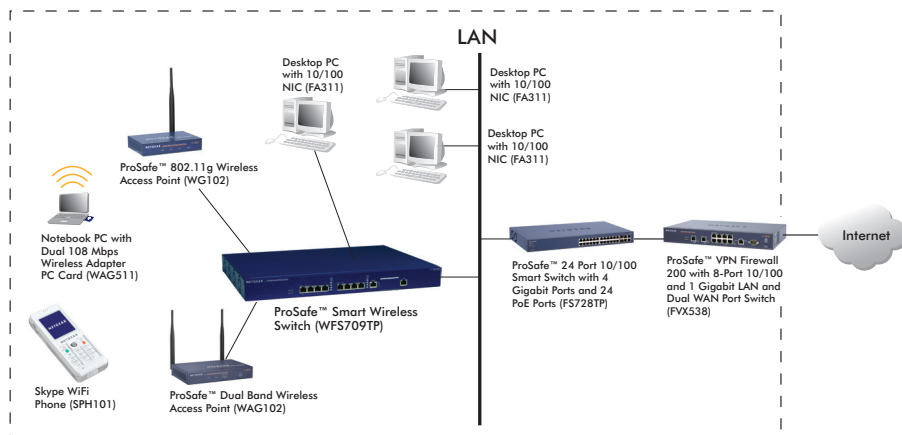 LAN
Desktop PC
with 10/100
NIC (FA311)
Desktop PC
with 10/100
NIC (FA311)
Desktop PC
with 10/100
NIC (FA311)
ProSafe™ 802.11g Wireless
Access Point (WG102)
Notebook PC with
Dual 108 Mbps
Wireless Adapter
PC Card (WAG511)
ProSafe™ Smart Wireless
Switch (WFS709TP)
ProSafe™ 24 Port 10/100
Smart Switch with 4
Gigabit Ports and 24
PoE Ports (FS728TP)
ProSafe™ VPN Firewall
200 with 8-Port 10/100
and 1 Gigabit LAN and
Dual WAN Port Switch
(FVX538)
Internet
Skype WiFi
Phone (SPH101)
ProSafe™ Dual Band Wireless
Access Point (WAG102)
NETGEAR